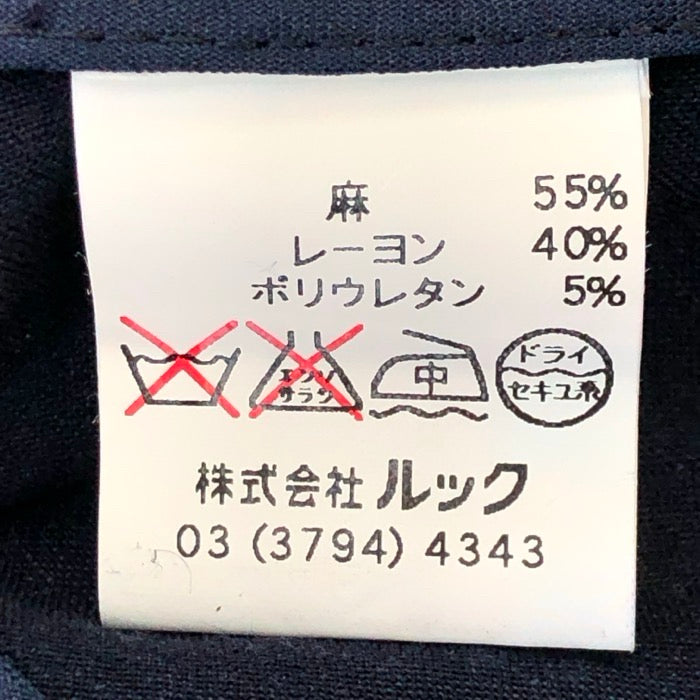 麻 55%
レーヨン 40%
ポリウレタン 5%
エンソ
サラシ
中
ドライ
セキユ系
株式会社 ルック
03 (3794) 4343